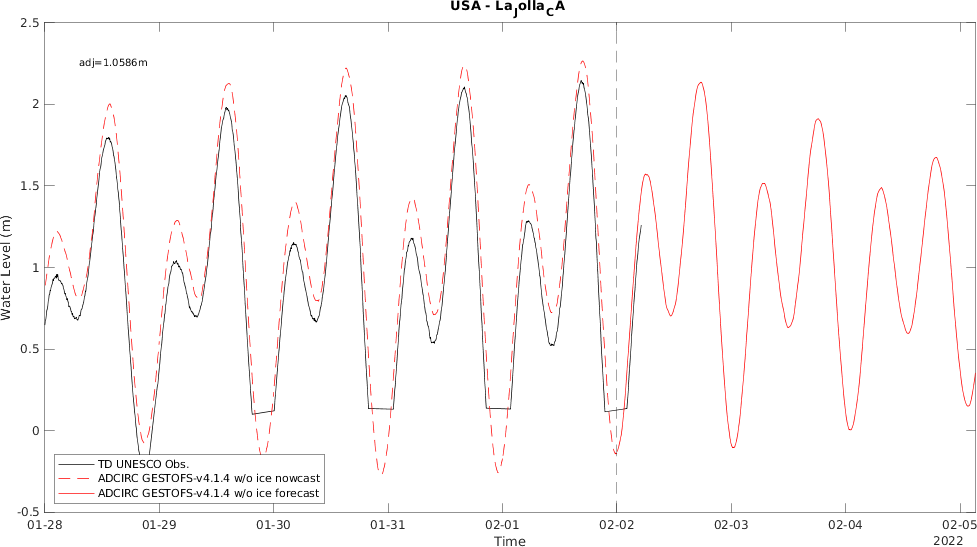 USA - LaJollaCA
adj=1.0586m
2.5
2
1.5
1
0.5
0
-0.5
Water Level (m)
TD UNESCO Obs.
ADCIRC GESTOFS-v4.1.4 w/o ice nowcast
ADCIRC GESTOFS-v4.1.4 w/o ice forecast
01-28 01-29 01-30 01-31 02-01 02-02 02-03 02-04 02-05
Time
2022